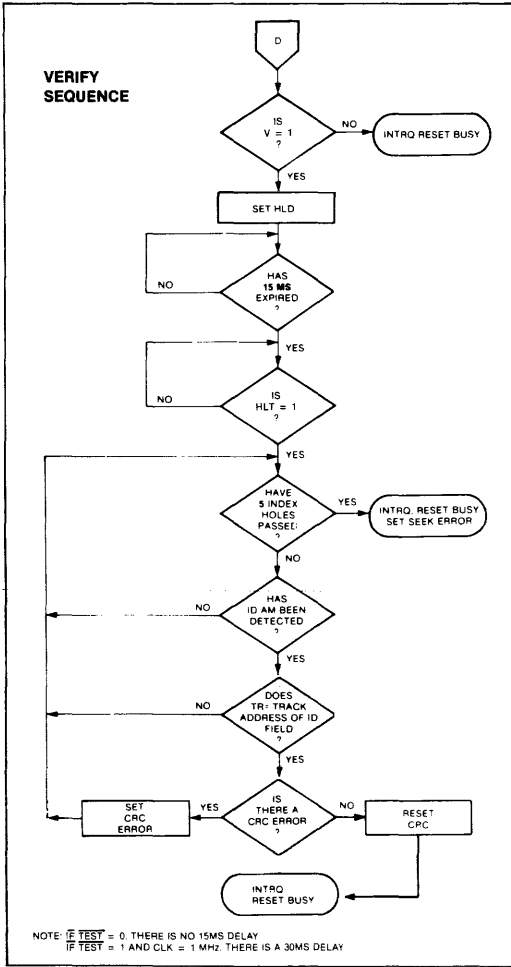 D
VERIFY
SEQUENCE
IS
V = 1
?
NO
INTRQ RESET BUSY
YES
SET HLD
HAS
15 MS
EXPIRED
?
NO
YES
IS
HLT = 1
?
NO
YES
HAVE
5 INDEX
HOLES
PASSED
?
YES
INTRQ, RESET BUSY
SET SEEK ERROR
NO
HAS
ID AM BEEN
DETECTED
?
NO
YES
DOES
TR= TRACK
ADDRESS OF ID
FIELD
?
NO
YES
IS
THERE A
CRC ERROR
?
YES
SET
CRC
ERROR
NO
RESET
CRC
INTRQ
RESET BUSY
NOTE: IF TEST = 0. THERE IS NO 15MS DELAY
IF TEST = 1 AND CLK = 1 MHz. THERE IS A 30MS DELAY